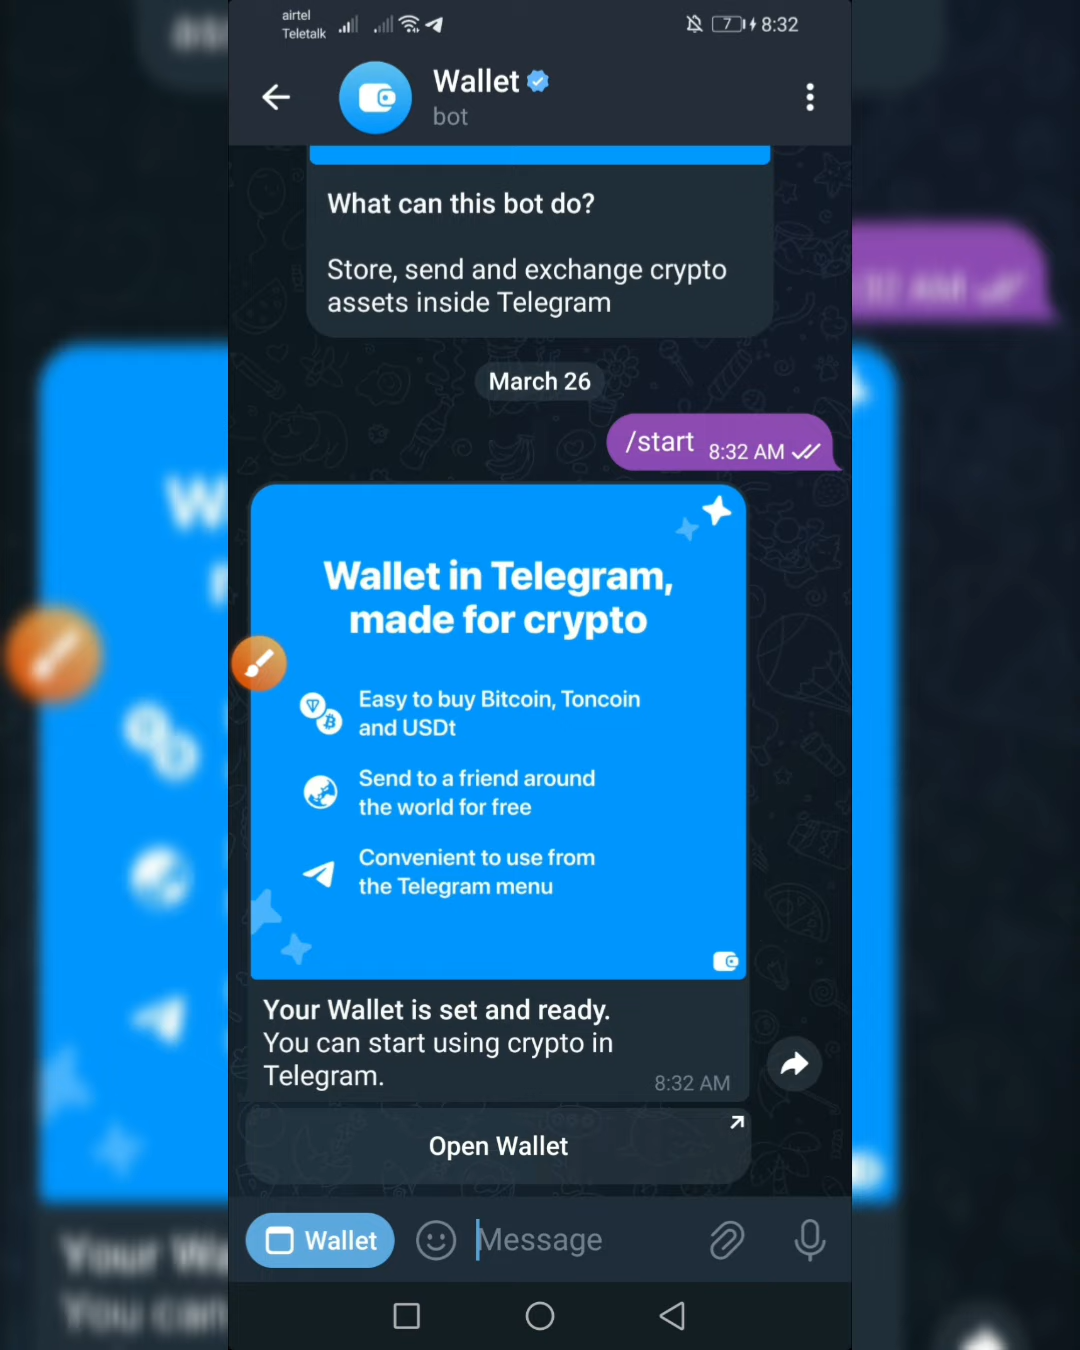 airtel
Teletalk
7
8:32
Wallet
bot
What can this bot do?
Store, send and exchange crypto
assets inside Telegram
March 26
/start 8:32 AM
Wallet in Telegram,
made for crypto
Easy to buy Bitcoin, Toncoin
and USDt
Send to a friend around
the world for free
Convenient to use from
the Telegram menu
Your Wallet is set and ready.
You can start using crypto in
Telegram.
8:32 AM
Open Wallet
Wallet
Message